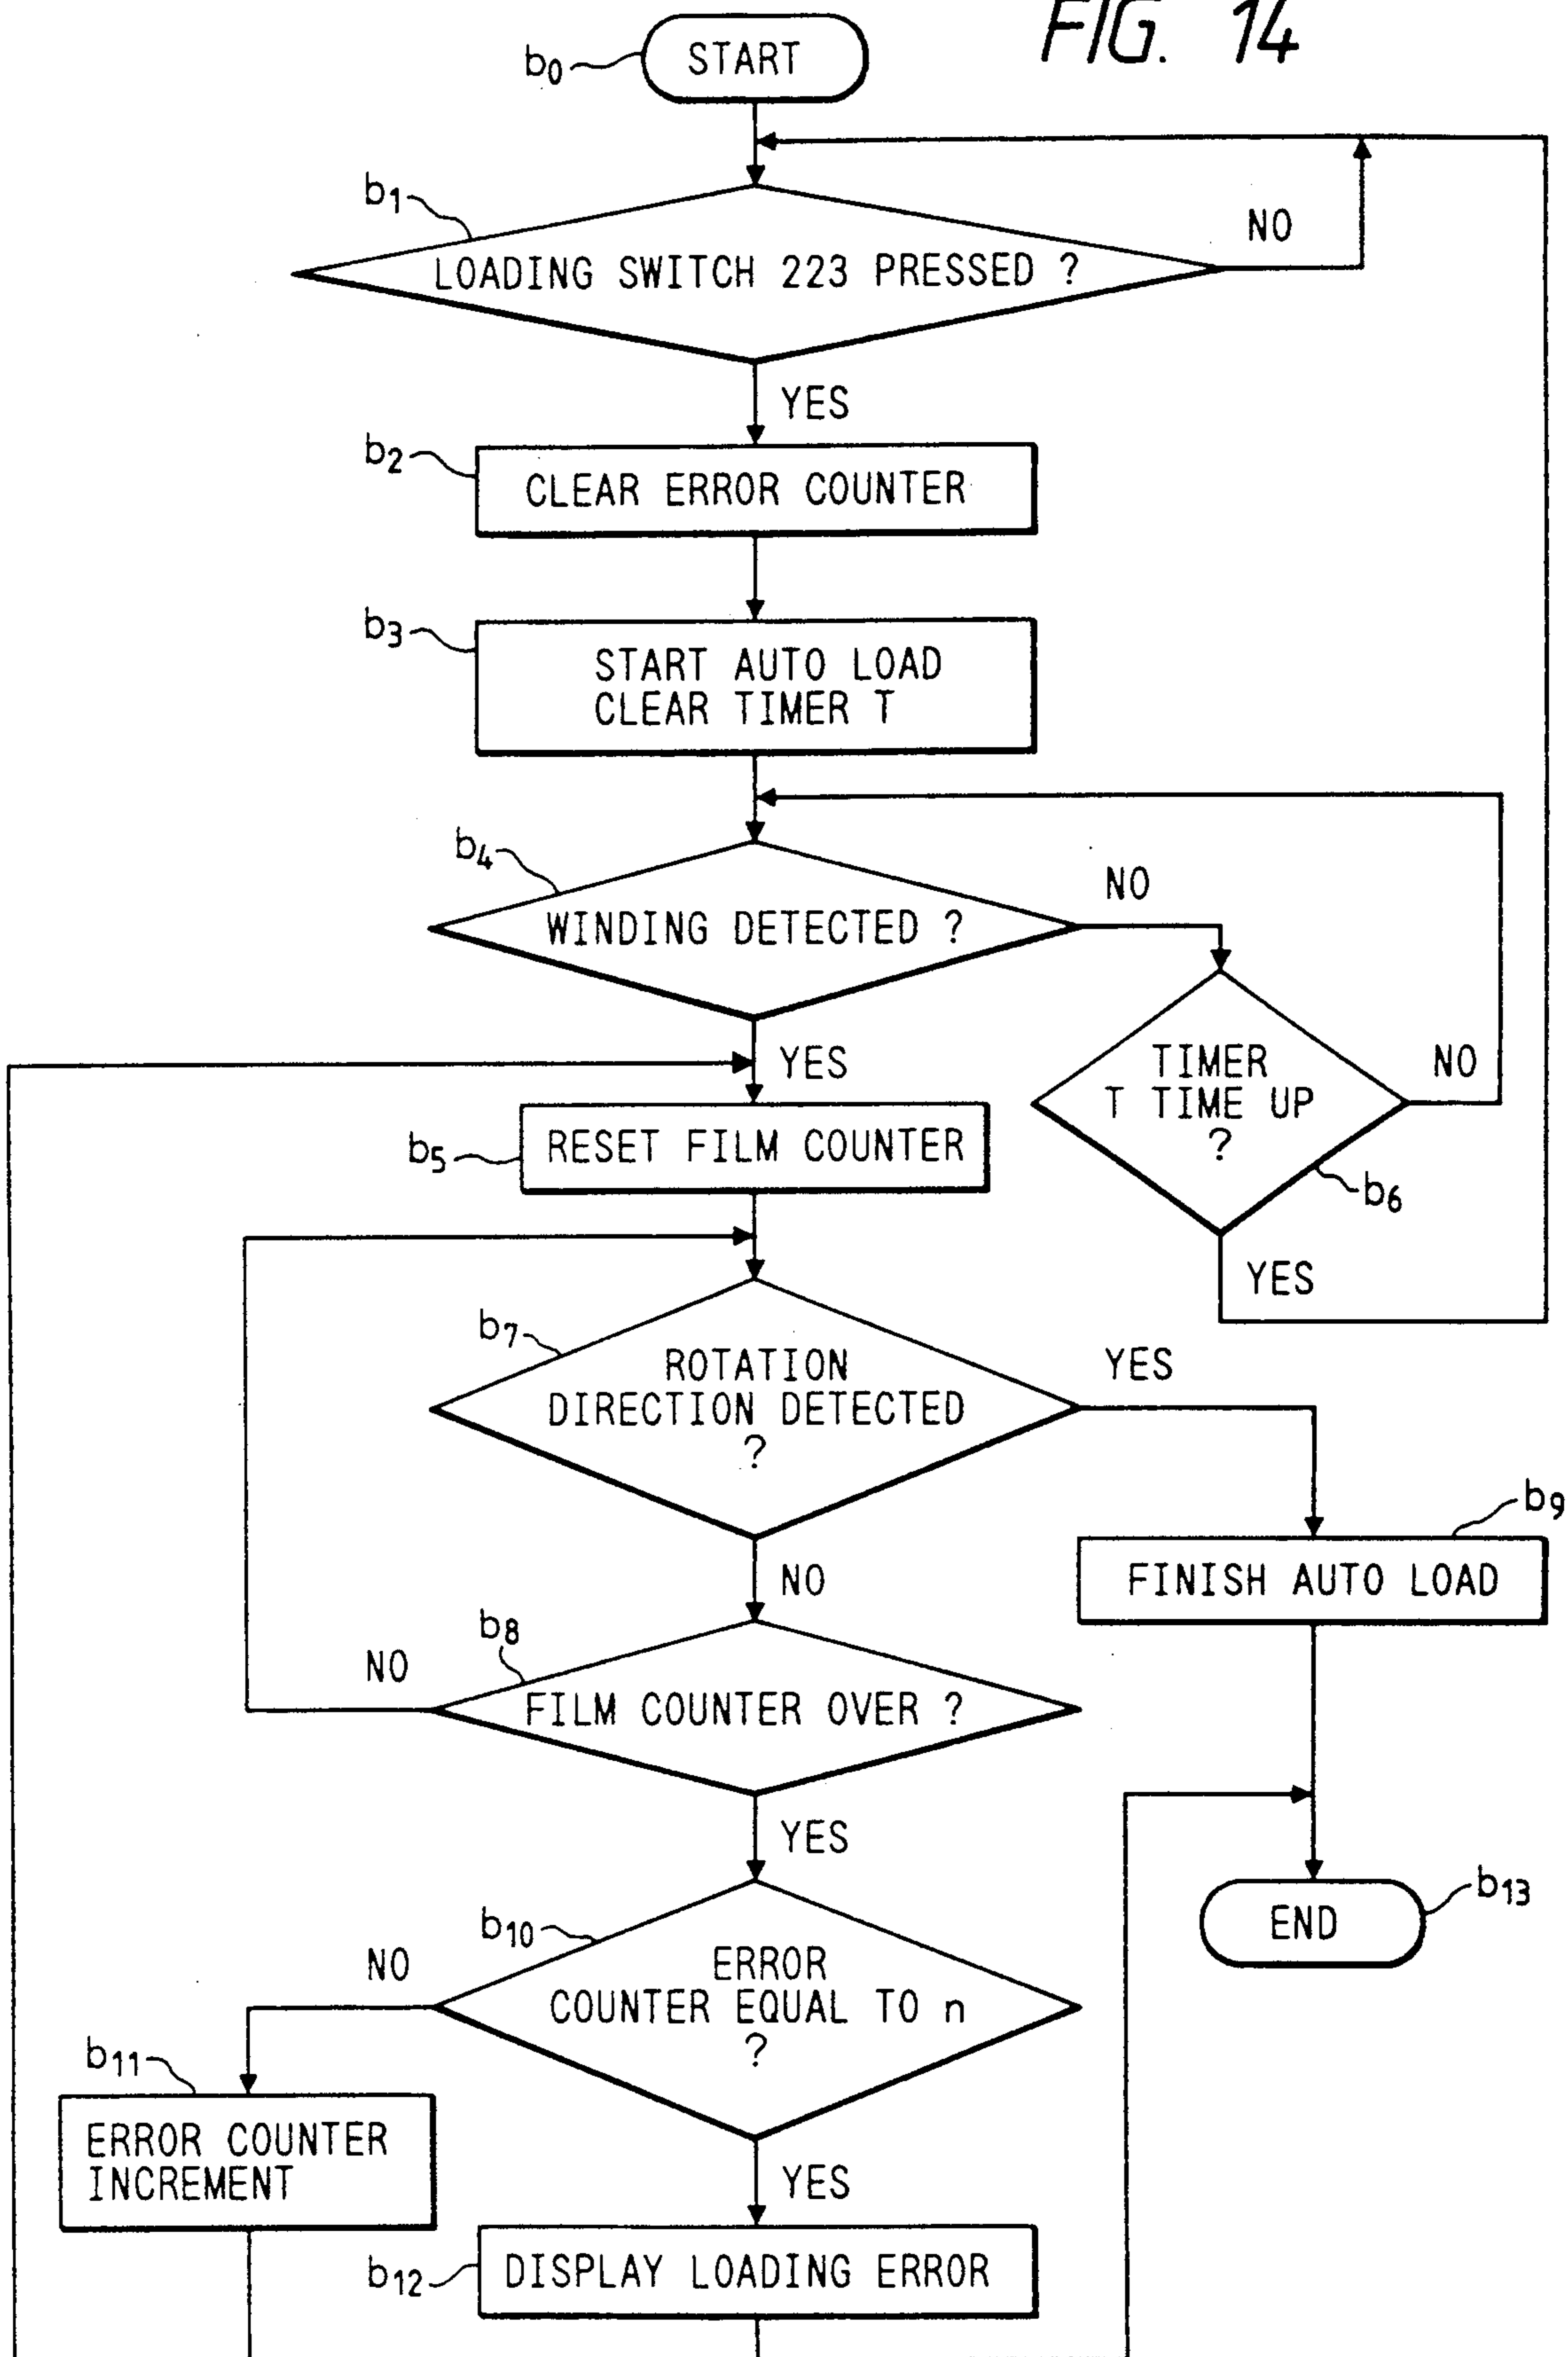 FIG. 14
b0
START
b1
LOADING SWITCH 223 PRESSED ?
NO
YES
b2
CLEAR ERROR COUNTER
b3
START AUTO LOAD
CLEAR TIMER T
b4
WINDING DETECTED ?
NO
YES
TIMER
T TIME UP
?
NO
b6
YES
b5
RESET FILM COUNTER
b7
ROTATION
DIRECTION DETECTED
?
YES
NO
b9
FINISH AUTO LOAD
b8
FILM COUNTER OVER ?
NO
YES
b13
END
b10
ERROR
COUNTER EQUAL TO n
?
NO
YES
b11
ERROR COUNTER
INCREMENT
b12
DISPLAY LOADING ERROR